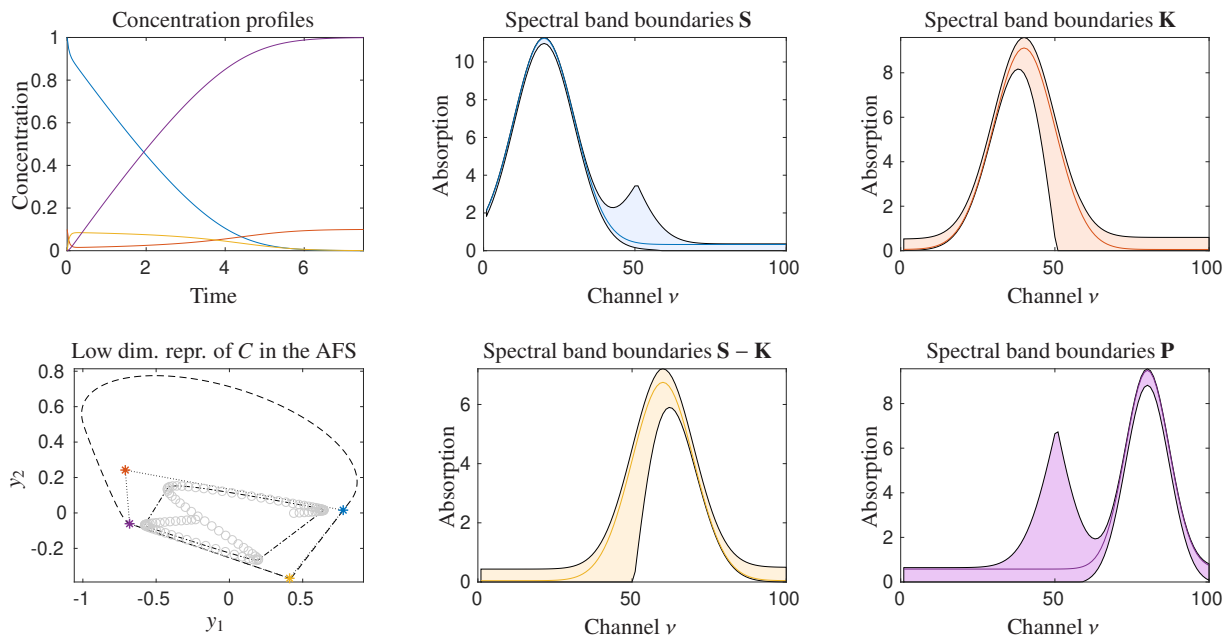 Concentration profiles
1
0.8
0.6
0.4
0.2
0
0 2 4 6
Concentration
Time
Spectral band boundaries S
10
8
6
4
2
0
0 50 100
Absorption
Channel ν
Spectral band boundaries K
8
6
4
2
0
0 50 100
Absorption
Channel ν
Low dim. repr. of C in the AFS
0.8
0.6
0.4
0.2
0
-0.2
-1 -0.5 0 0.5
y2
y1
Spectral band boundaries S – K
6
4
2
0
0 50 100
Absorption
Channel ν
Spectral band boundaries P
8
6
4
2
0
0 50 100
Absorption
Channel ν